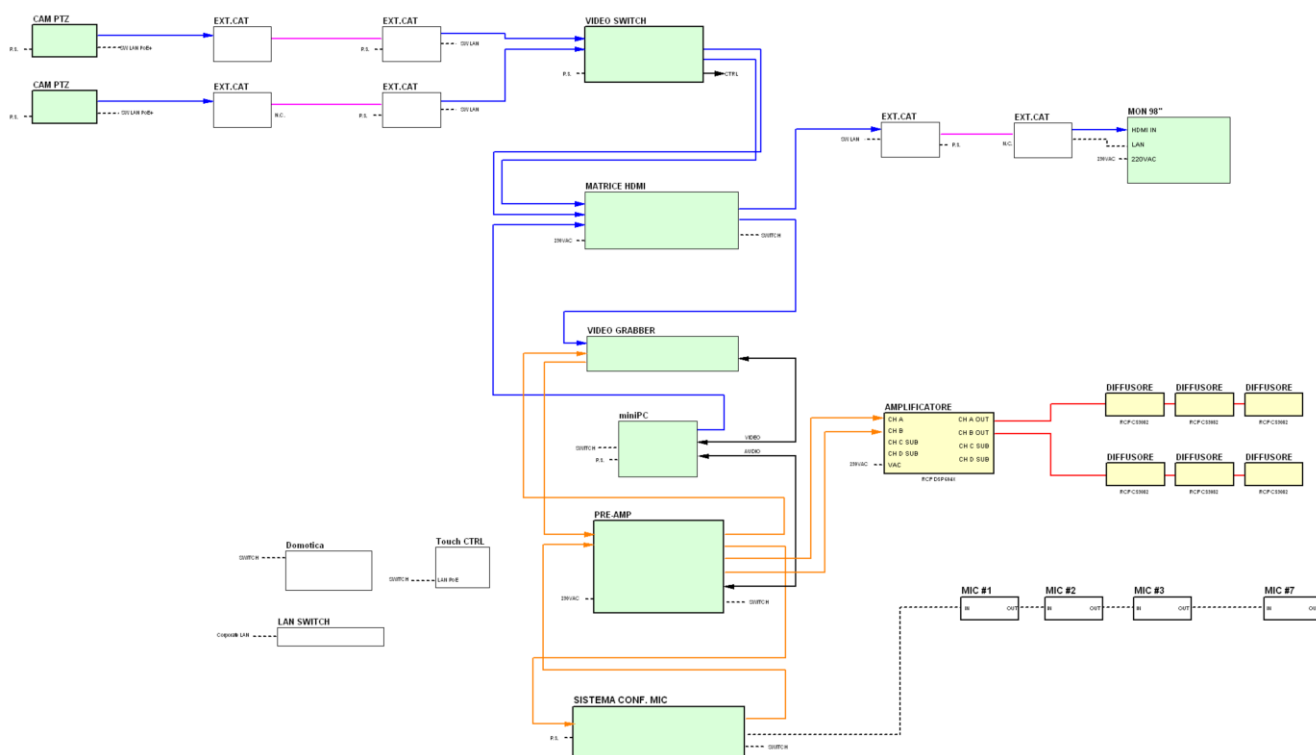 CAM PTZ
P.S.
SW LAN PoE+
EXT.CAT
EXT.CAT
P.S.
SW LAN
VIDEO SWITCH
P.S.
CTRL
CAM PTZ
P.S.
SW LAN PoE+
EXT.CAT
N.C.
EXT.CAT
P.S.
SW LAN
EXT.CAT
SW LAN
P.S.
EXT.CAT
N.C.
MON 98"
HDMI IN
LAN
220VAC
230VAC
MATRICE HDMI
230VAC
SWITCH
VIDEO GRABBER
miniPC
SWITCH
P.S.
VIDEO
AUDIO
AMPLIFICATORE
CH A
CH B
CH C SUB
CH D SUB
VAC
CH A OUT
CH B OUT
CH C SUB
CH D SUB
230VAC
DIFFUSORE
DIFFUSORE
DIFFUSORE
DIFFUSORE
DIFFUSORE
DIFFUSORE
PRE-AMP
230VAC
SWITCH
Domotica
SWITCH
Touch CTRL
SWITCH
LAN PoE
LAN SWITCH
Corporate LAN
MIC #1
IN
OUT
MIC #2
IN
OUT
MIC #3
IN
OUT
MIC #7
IN
SISTEMA CONF. MIC
P.S.
SWITCH